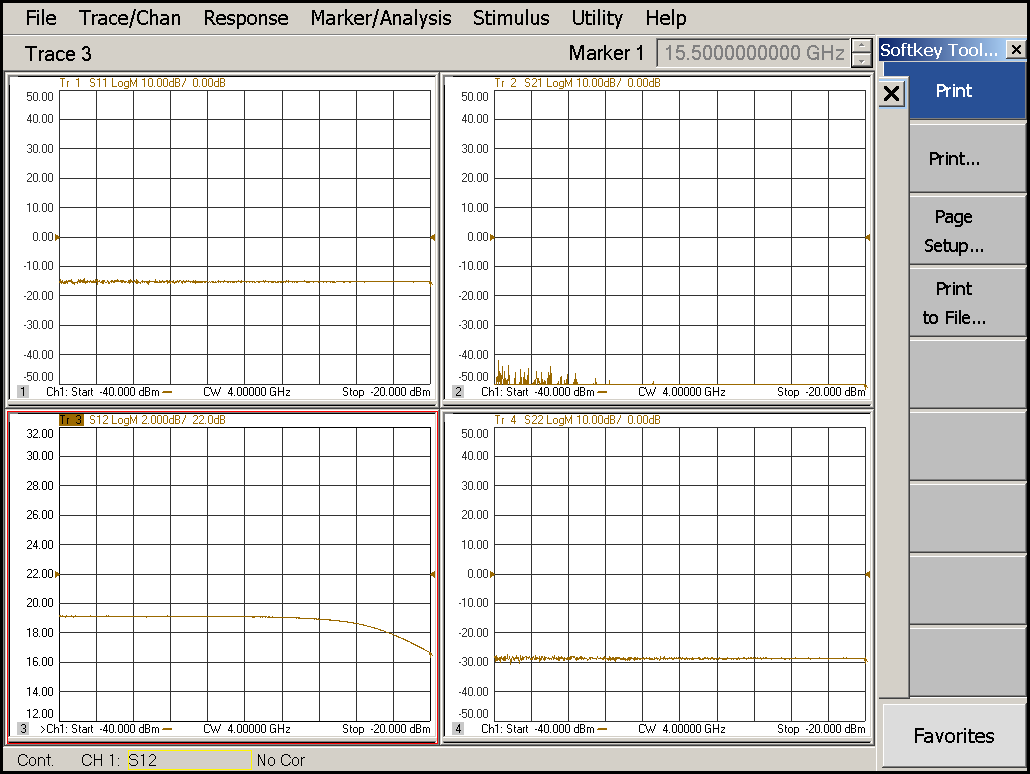 File Trace/Chan Response Marker/Analysis Stimulus Utility Help
Trace 3 Marker 1 15.5000000000 GHz
Softkey Tool...
Print
Print...
Page
Setup...
Print
to File...
Favorites
Tr 1 S11 LogM 10.00dB/ 0.00dB
50.00
40.00
30.00
20.00
10.00
0.00
-10.00
-20.00
-30.00
-40.00
-50.00
1 Ch1: Start -40.000 dBm CW 4.00000 GHz Stop -20.000 dBm
Tr 2 S21 LogM 10.00dB/ 0.00dB
50.00
40.00
30.00
20.00
10.00
0.00
-10.00
-20.00
-30.00
-40.00
-50.00
2 Ch1: Start -40.000 dBm CW 4.00000 GHz Stop -20.000 dBm
Tr 3 S12 LogM 2.000dB/ 22.0dB
32.00
30.00
28.00
26.00
24.00
22.00
20.00
18.00
16.00
14.00
12.00
3 >Ch1: Start -40.000 dBm CW 4.00000 GHz Stop -20.000 dBm
Tr 4 S22 LogM 10.00dB/ 0.00dB
50.00
40.00
30.00
20.00
10.00
0.00
-10.00
-20.00
-30.00
-40.00
-50.00
4 Ch1: Start -40.000 dBm CW 4.00000 GHz Stop -20.000 dBm
Cont. CH 1: S12 No Cor